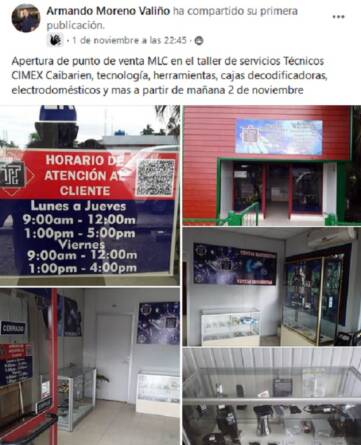 Armando Moreno Valiño ha compartido su primera
publicación.
· 1 de noviembre a las 22:45 ·
Apertura de punto de venta MLC en el taller de servicios Técnicos
CIMEX Caibarien, tecnología, herramientas, cajas decodificadoras,
electrodomésticos y mas a partir de mañana 2 de noviembre
HORARIO DE
ATENCIÓN AL
CLIENTE
Lunes a Jueves
9:00am - 12:00m
1:00pm - 5:00pm
Viernes
9:00am - 12:00m
1:00pm - 4:00pm
CERRADO